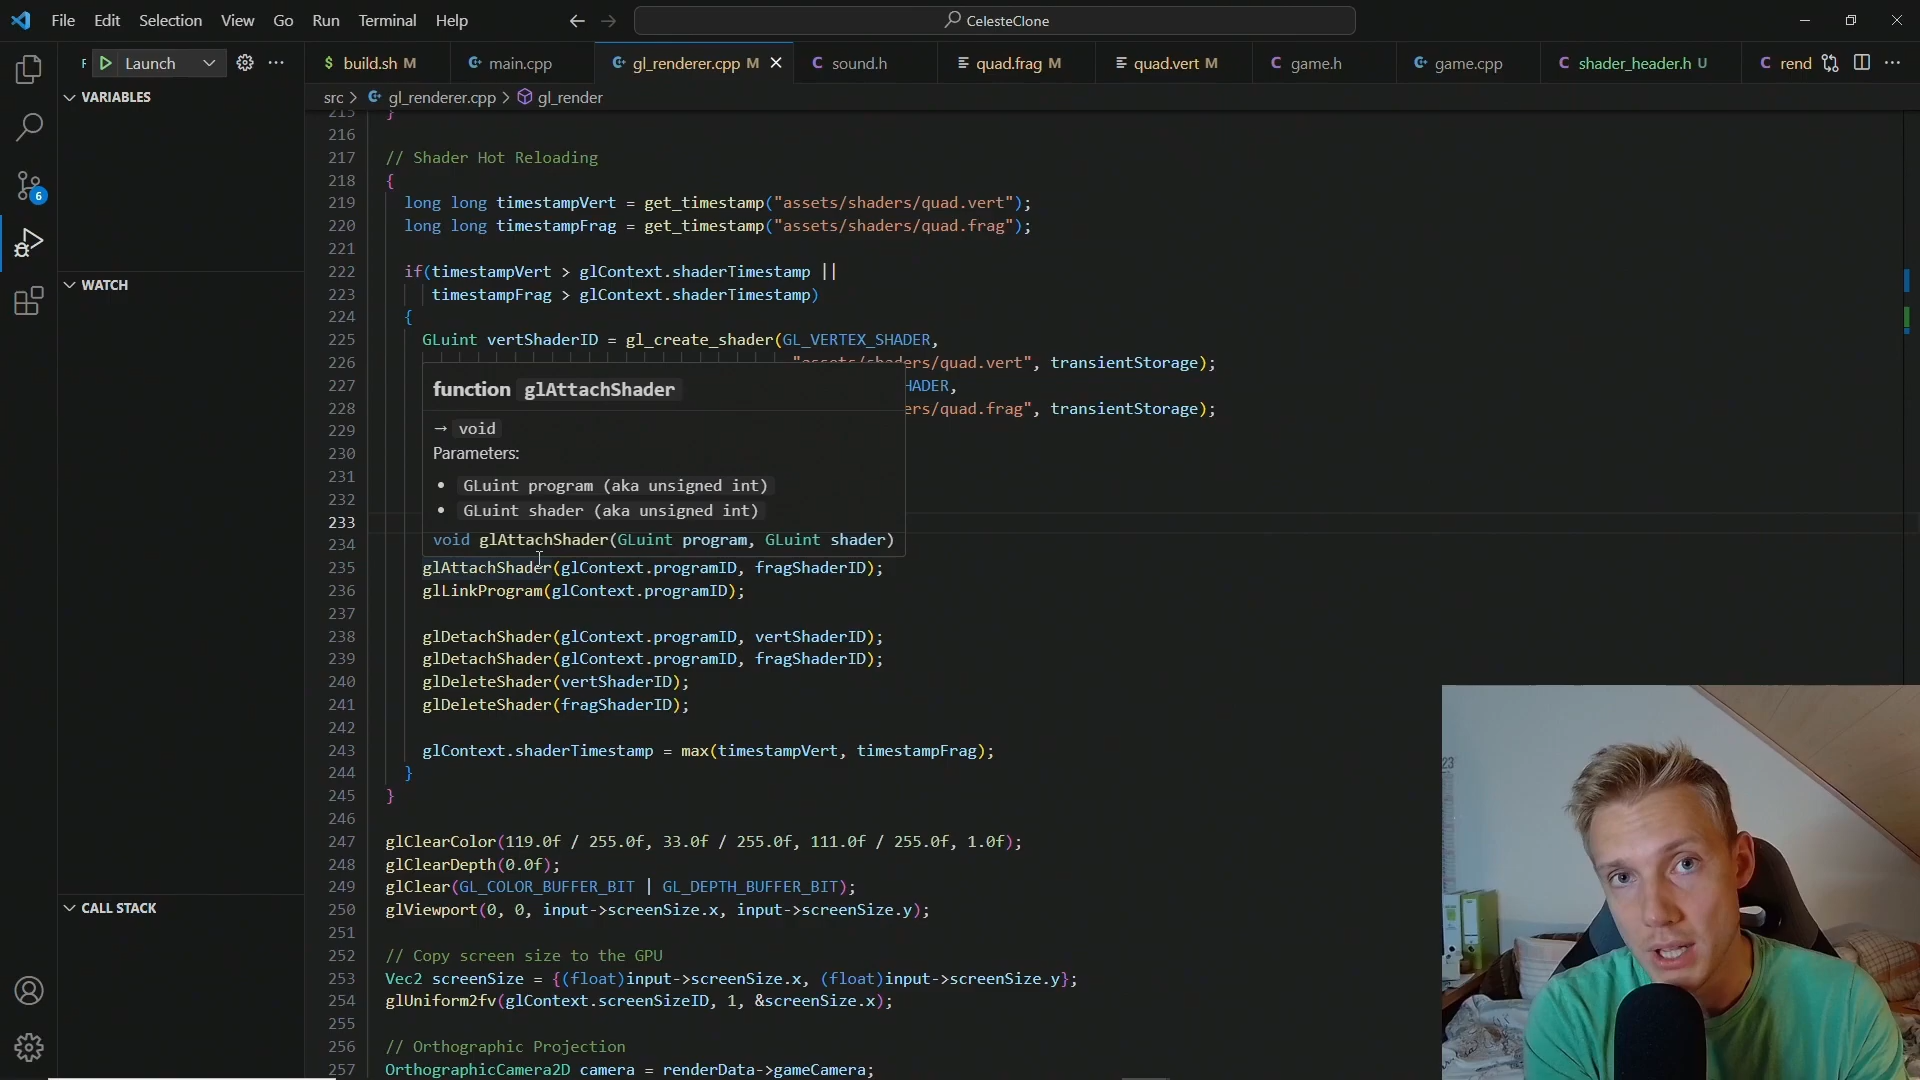 File Edit Selection View Go Run Terminal Help
CelesteClone
Launch
$ build.sh M
main.cpp
gl_renderer.cpp M
C sound.h
quad.frag M
quad.vert M
C game.h
game.cpp
C shader_header.h U
C rend
VARIABLES
src > gl_renderer.cpp > gl_render
215 }
216
217 // Shader Hot Reloading
218 {
219 long long timestampVert = get_timestamp("assets/shaders/quad.vert");
220 long long timestampFrag = get_timestamp("assets/shaders/quad.frag");
221
222 if(timestampVert > glContext.shaderTimestamp ||
223 timestampFrag > glContext.shaderTimestamp)
224 {
225 GLuint vertShaderID = gl_create_shader(GL_VERTEX_SHADER,
226 "assets/shaders/quad.vert", transientStorage);
227 HADER,
228 ers/quad.frag", transientStorage);
229
230
231
232
233
234
function glAttachShader
→ void
Parameters:
• GLuint program (aka unsigned int)
• GLuint shader (aka unsigned int)
void glAttachShader(GLuint program, GLuint shader)
235 glAttachShader(glContext.programID, fragShaderID);
236 glLinkProgram(glContext.programID);
237
238 glDetachShader(glContext.programID, vertShaderID);
239 glDetachShader(glContext.programID, fragShaderID);
240 glDeleteShader(vertShaderID);
241 glDeleteShader(fragShaderID);
242
243 glContext.shaderTimestamp = max(timestampVert, timestampFrag);
244 }
245 }
246
247 glClearColor(119.0f / 255.0f, 33.0f / 255.0f, 111.0f / 255.0f, 1.0f);
248 glClearDepth(0.0f);
249 glClear(GL_COLOR_BUFFER_BIT | GL_DEPTH_BUFFER_BIT);
250 glViewport(0, 0, input->screenSize.x, input->screenSize.y);
251
252 // Copy screen size to the GPU
253 Vec2 screenSize = {(float)input->screenSize.x, (float)input->screenSize.y};
254 glUniform2fv(glContext.screenSizeID, 1, &screenSize.x);
255
256 // Orthographic Projection
257 OrthographicCamera2D camera = renderData->gameCamera;
WATCH
CALL STACK
6
23